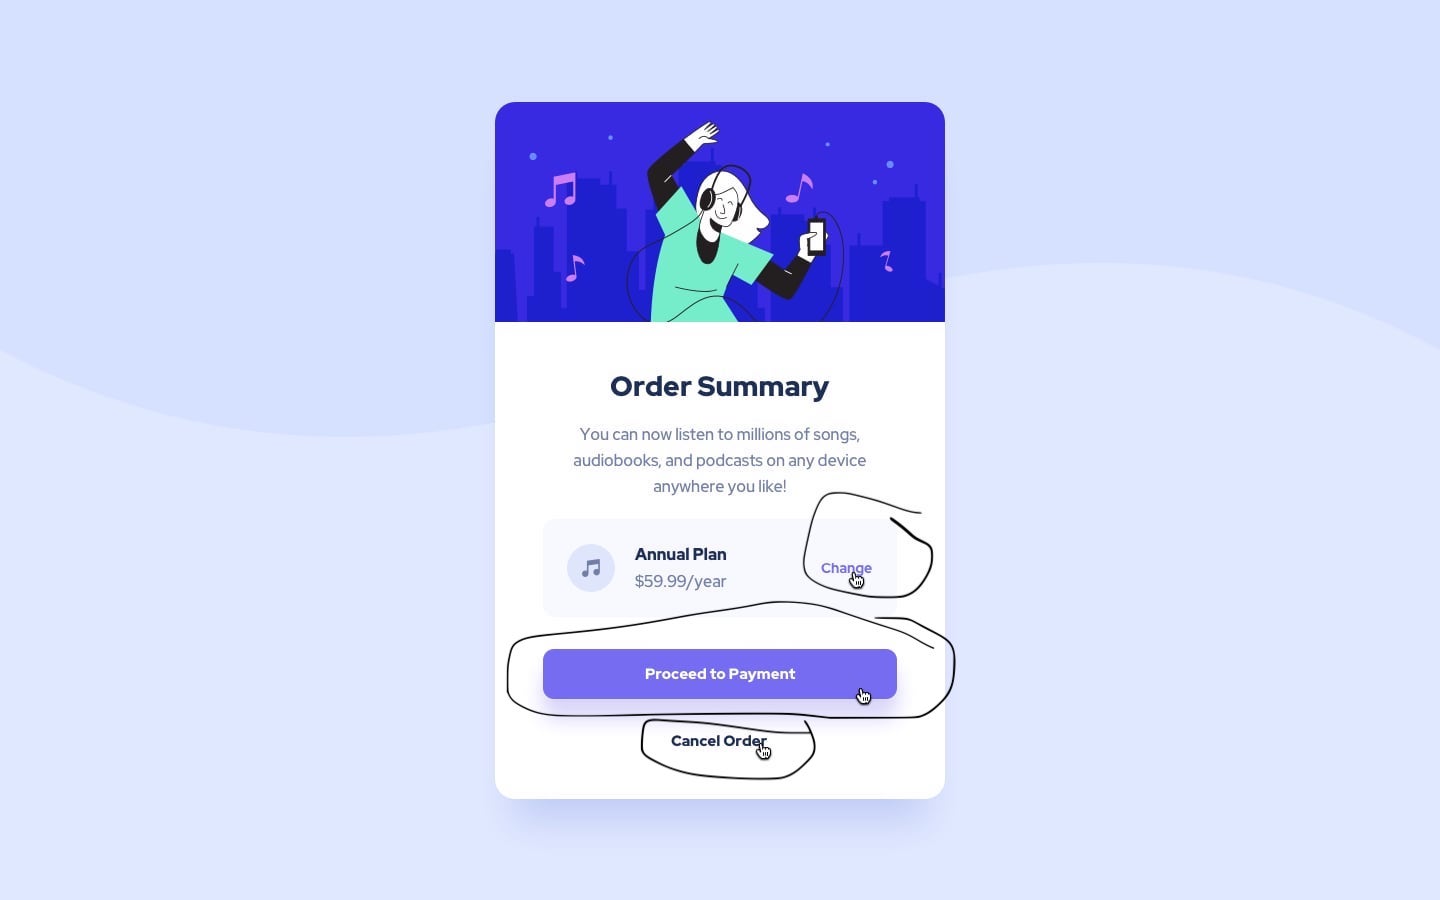 Order Summary
You can now listen to millions of songs,
audiobooks, and podcasts on any device
anywhere you like!
Annual Plan
$59.99/year
Change
Proceed to Payment
Cancel Order